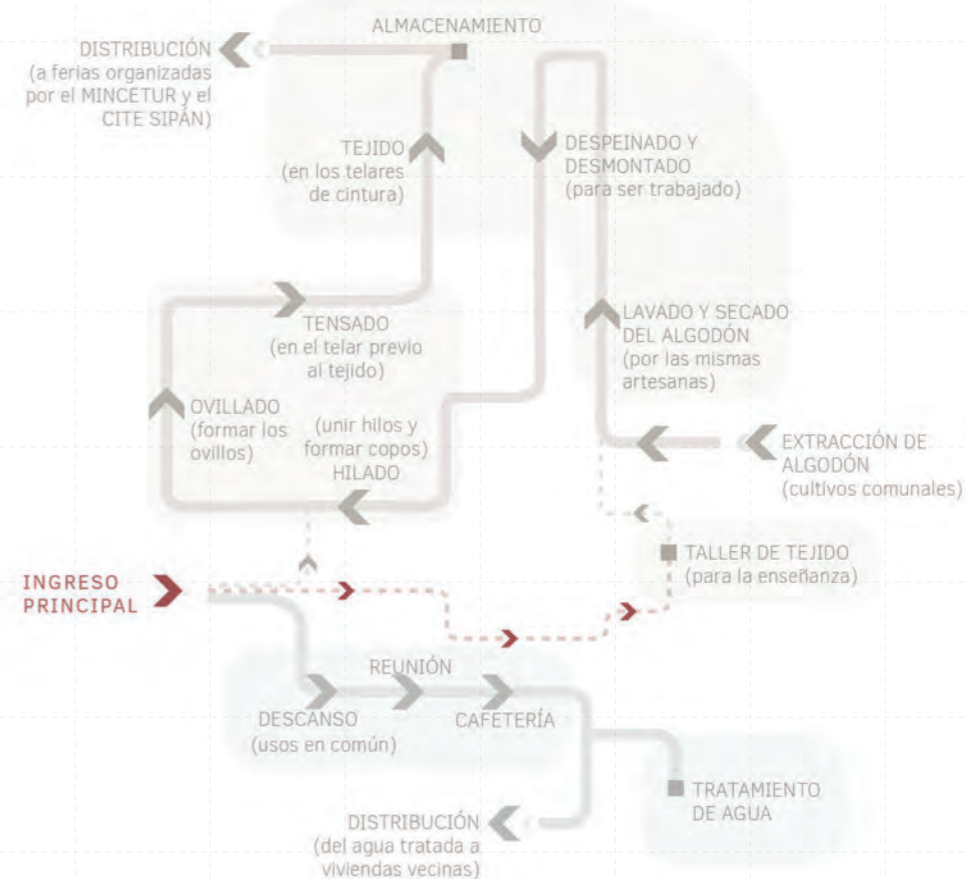 ALMACENAMIENTO
DISTRIBUCIÓN
(a ferias organizadas
por el MINCETUR y el
CITE SIPÁN)
TEJIDO
(en los telares
de cintura)
DESPEINADO Y
DESMONTADO
(para ser trabajado)
TENSADO
(en el telar previo
al tejido)
LAVADO Y SECADO
DEL ALGODÓN
(por las mismas
artesanas)
OVILLADO
(formar los
ovillos)
(unir hilos y
formar copos)
HILADO
EXTRACCIÓN DE
ALGODÓN
(cultivos comunales)
TALLER DE TEJIDO
(para la enseñanza)
INGRESO
PRINCIPAL
REUNIÓN
DESCANSO
(usos en común)
CAFETERÍA
TRATAMIENTO
DE AGUA
DISTRIBUCIÓN
(del agua tratada a
viviendas vecinas)